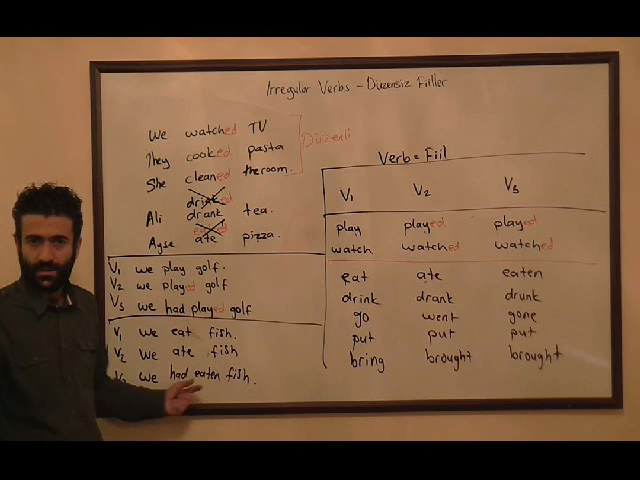 Irregular Verbs - Düzensiz Fiiller
We watched TV
They cooked pasta
She cleaned the room.
Düzenli
drinked
Ali drank tea.
Ayşe ate pizza.
V1 we play golf.
V2 we played golf
V3 we had played golf
V1 we eat fish.
V2 we ate fish
V3 we had eaten fish.
Verb = Fiil
V1 V2 V3
play played played
watch watched watched
eat ate eaten
drink drank drunk
go went gone
put put put
bring brought brought